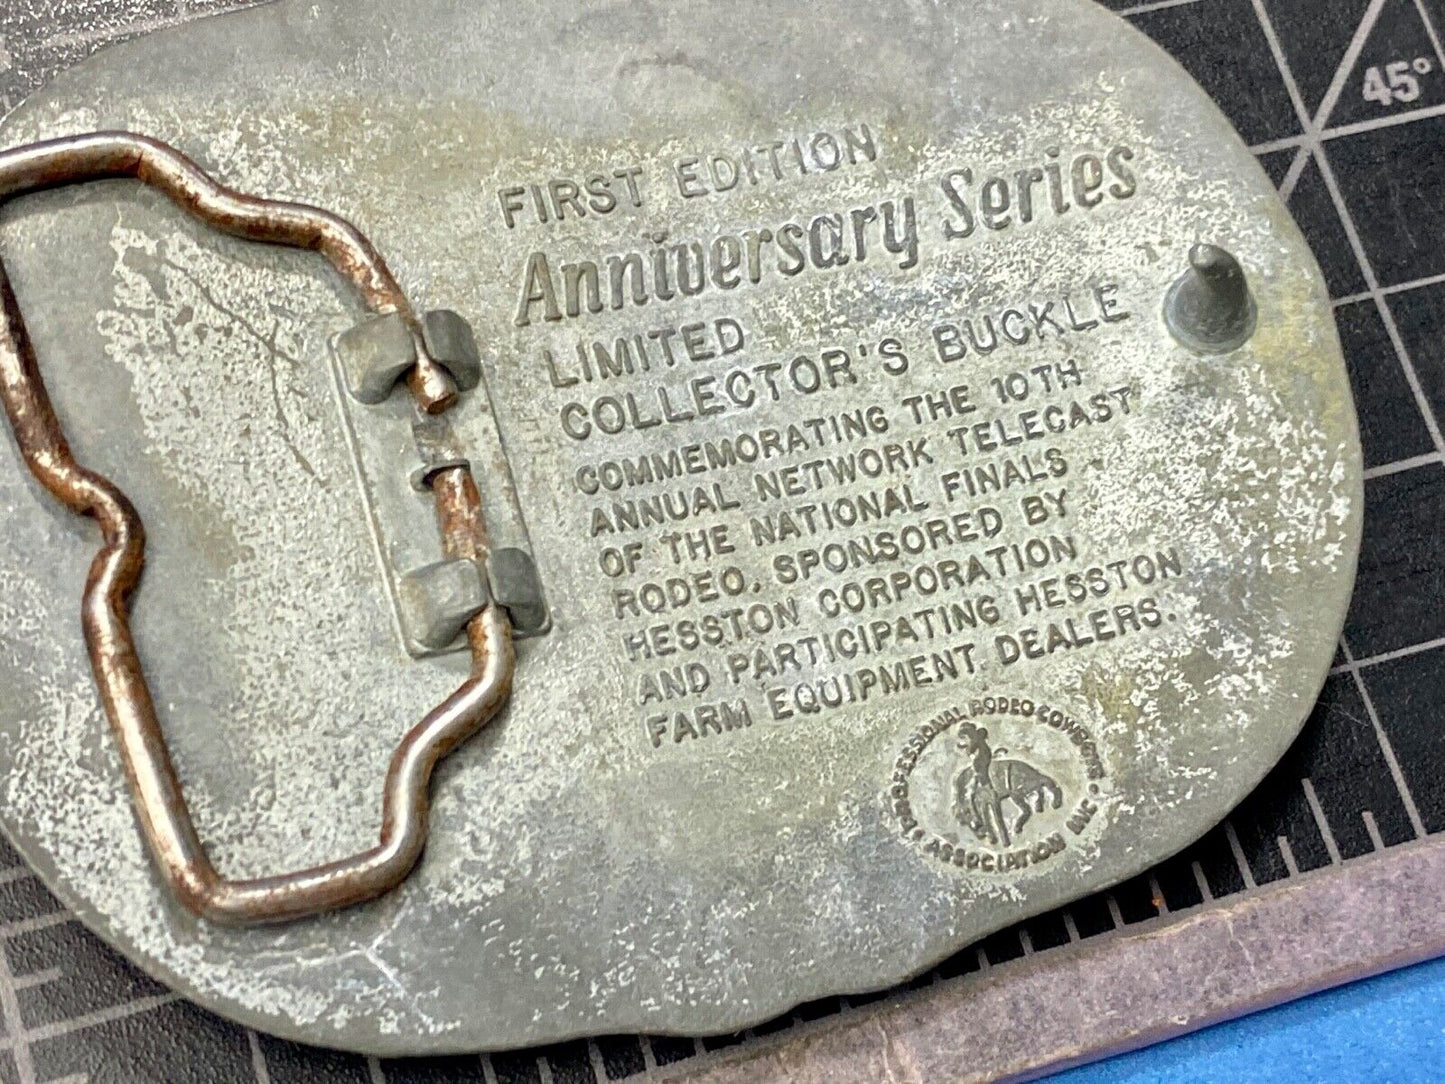 FIRST EDITION
Anniversary Series
LIMITED
COLLECTOR'S BUCKLE
COMMEMORATING THE 10TH
ANNUAL NETWORK TELECAST
OF THE NATIONAL FINALS
RODEO, SPONSORED BY
HESSTON CORPORATION
AND PARTICIPATING HESSTON
FARM EQUIPMENT DEALERS.
PROFESSIONAL RODEO COWBOYS
ASSOCIATION INC.
45°